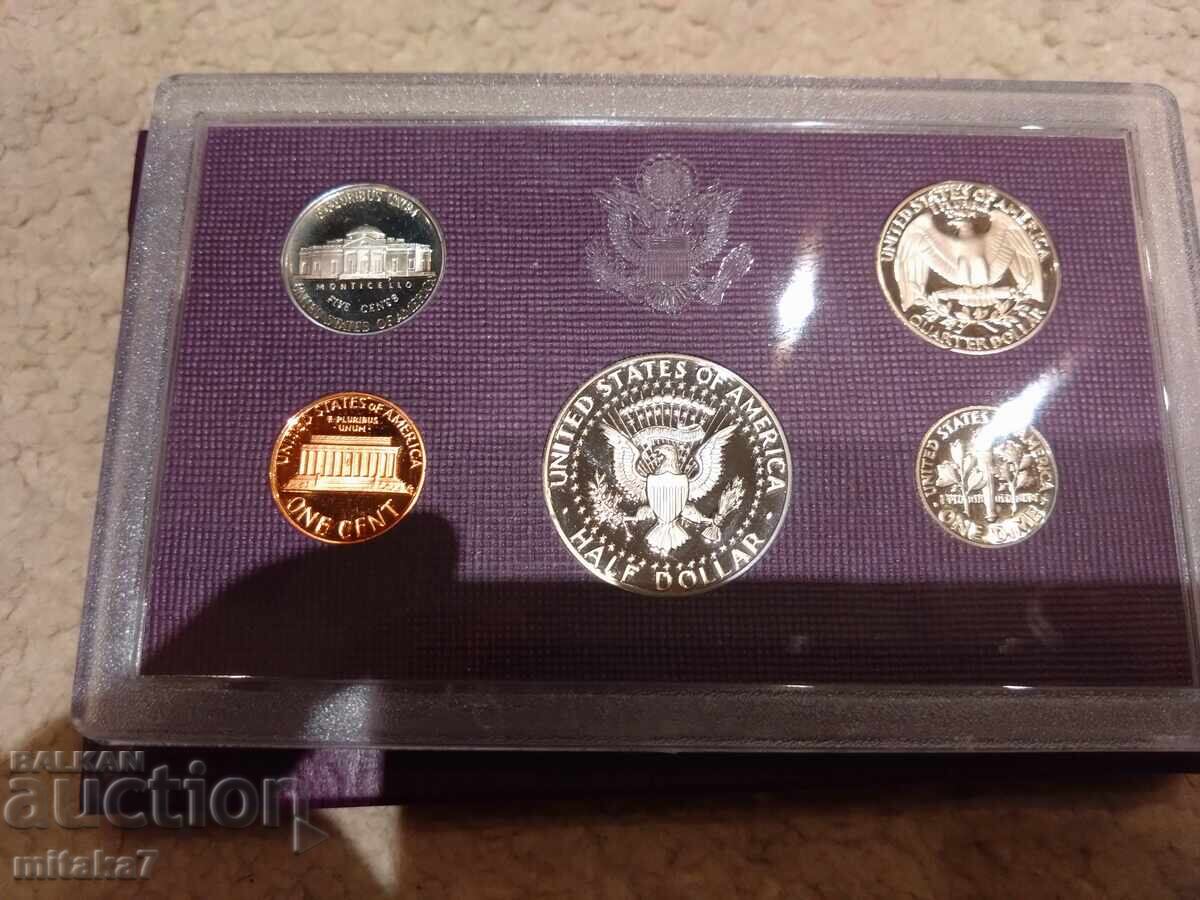 E PLURIBUS UNUM
MONTICELLO
FIVE CENTS
UNITED STATES OF AMERICA
UNITED STATES OF AMERICA
QUARTER DOLLAR
UNITED STATES OF AMERICA
E·PLURIBUS
·UNUM·
ONE CENT
UNITED STATES OF AMERICA
HALF DOLLAR
UNITED STATES OF AMERICA
ONE DIME
BALKAN
auction
mitaka7